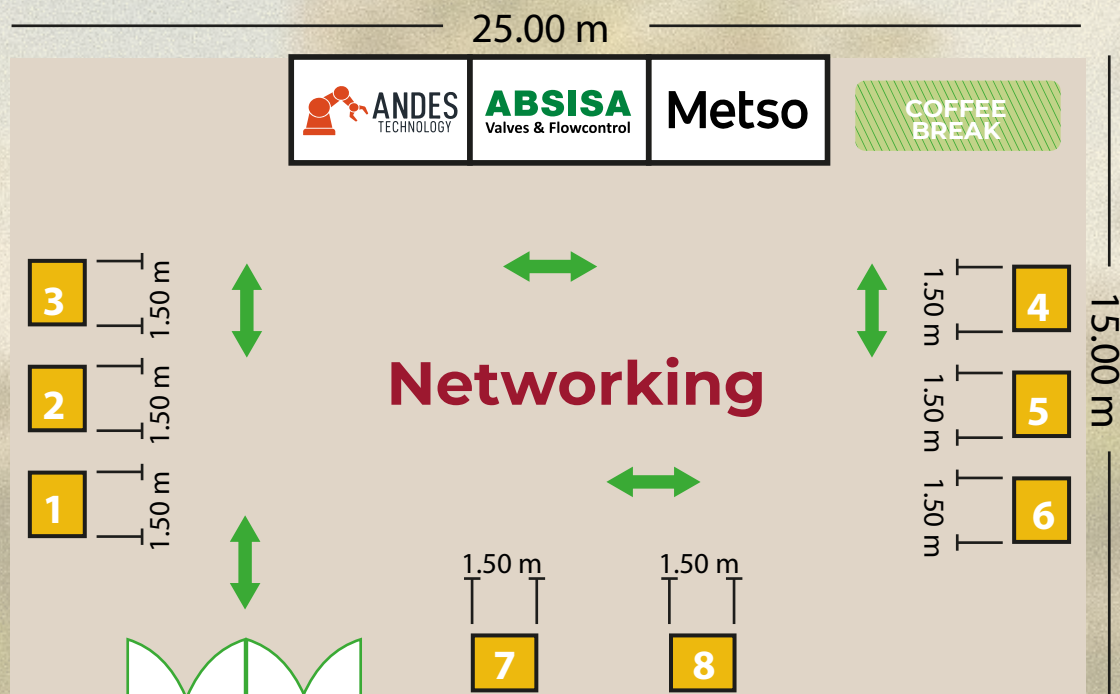 25.00 m
ANDES
TECHNOLOGY
ABSISA
Valves & Flowcontrol
Metso
COFFEE
BREAK
3
1.50 m
1.50 m
4
15.00 m
Networking
2
1.50 m
1.50 m
5
1
1.50 m
1.50 m
6
1.50 m
1.50 m
7
8